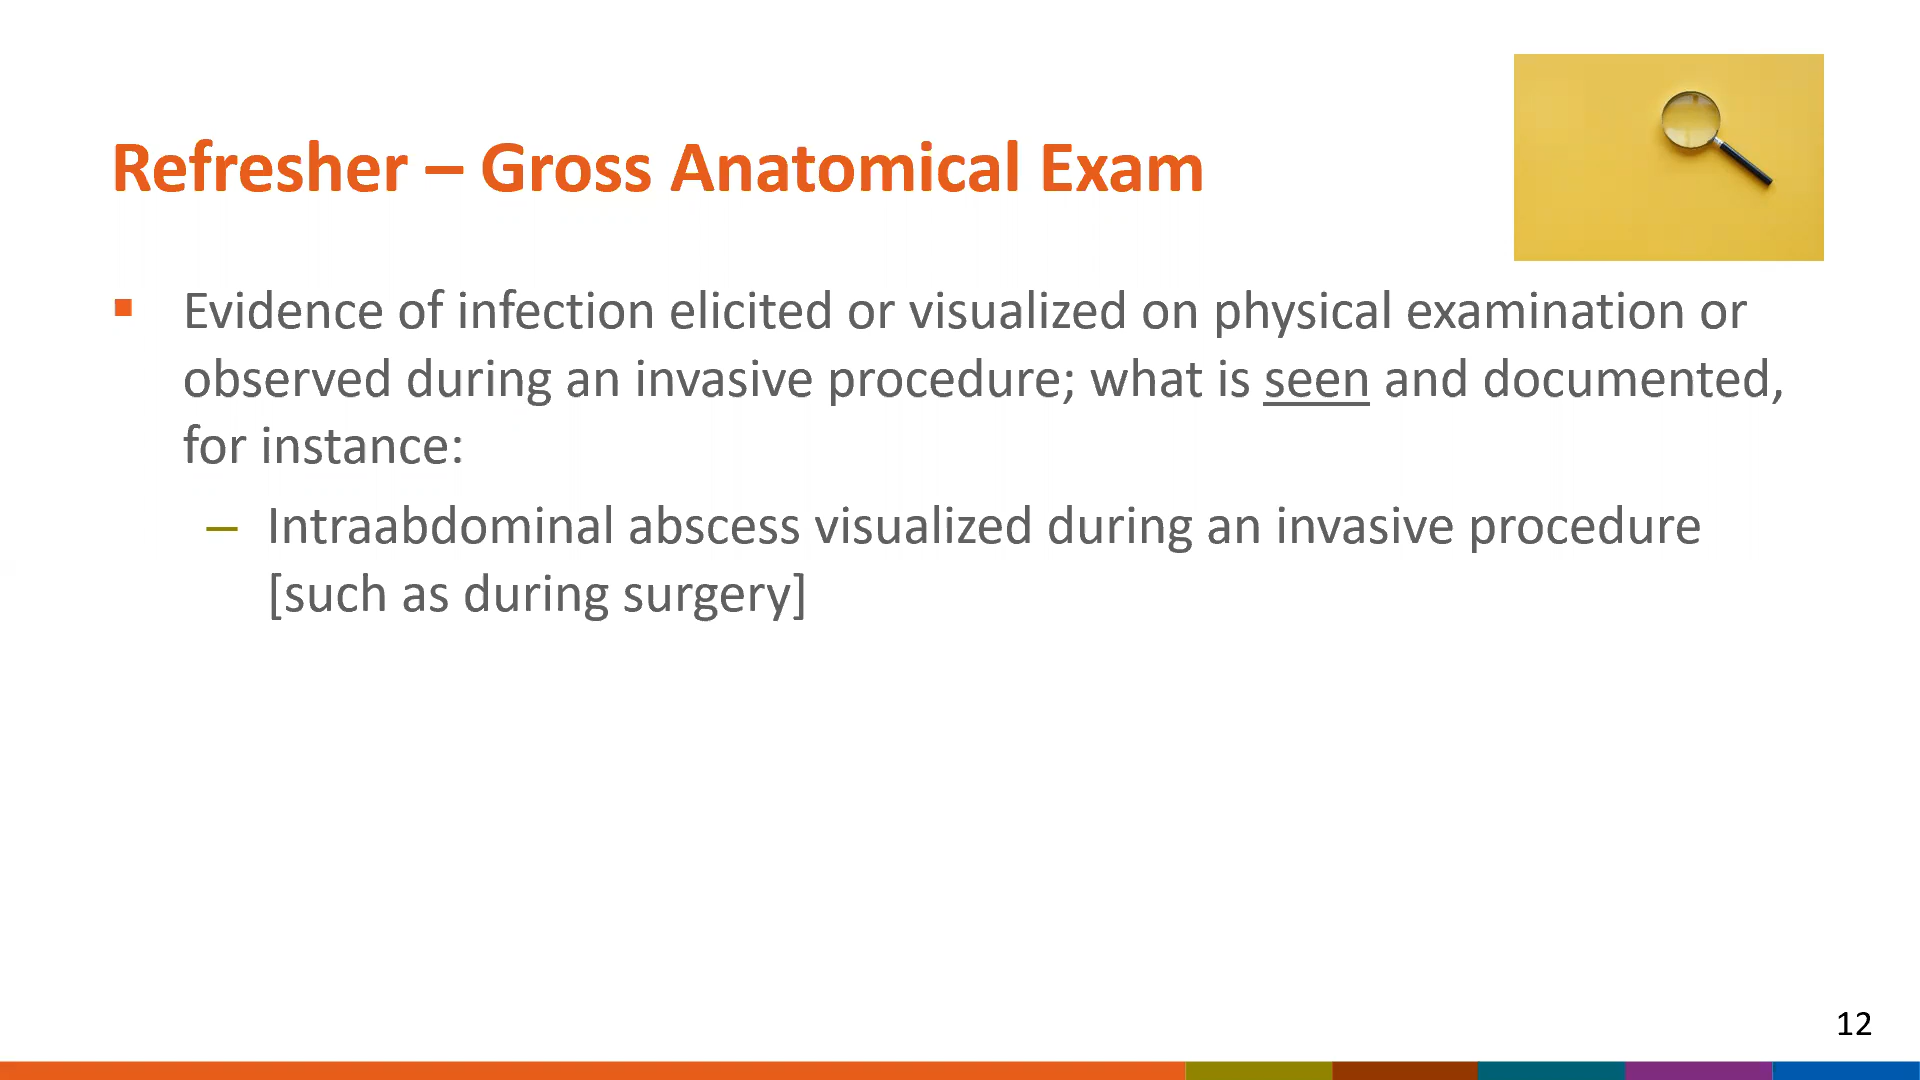 Refresher – Gross Anatomical Exam
▪ Evidence of infection elicited or visualized on physical examination or
observed during an invasive procedure; what is seen and documented,
for instance:
– Intraabdominal abscess visualized during an invasive procedure
[such as during surgery]
12